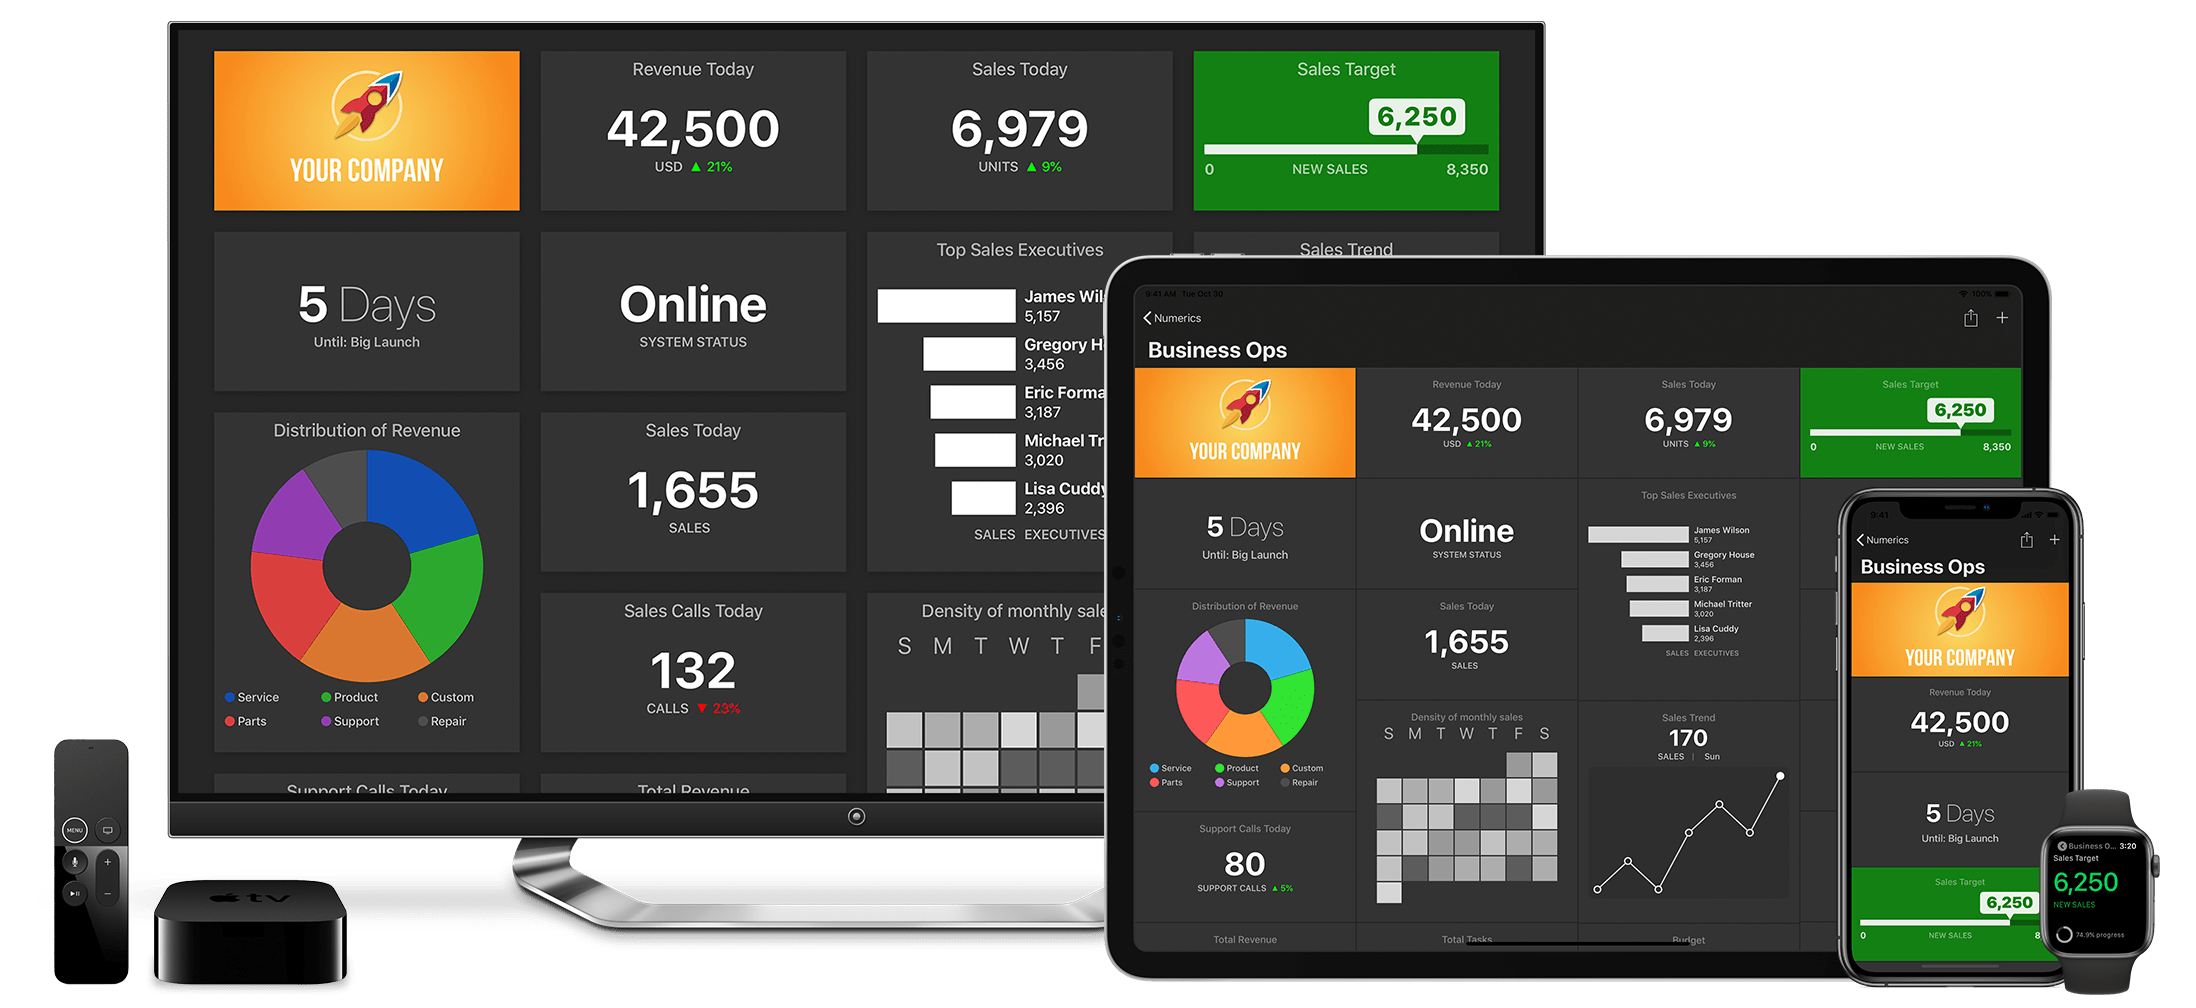 YOUR COMPANY
Revenue Today
42,500
USD ▲ 21%
Sales Today
6,979
UNITS ▲ 9%
Sales Target
6,250
0 NEW SALES 8,350
5 Days
Until: Big Launch
Online
SYSTEM STATUS
Top Sales Executives
James Wil
5,157
Gregory H
3,456
Eric Forma
3,187
Michael Tr
3,020
Lisa Cuddy
2,396
SALES EXECUTIVES
Sales Trend
Distribution of Revenue
Service Product Custom
Parts Support Repair
Sales Today
1,655
SALES
Sales Calls Today
132
CALLS ▼ 23%
Density of monthly sale
S M T W T F
Support Calls Today
Total Revenue
MENU
tv
9:41 AM Tue Oct 30 100%
Numerics
Business Ops
YOUR COMPANY
Revenue Today
42,500
USD ▲ 21%
Sales Today
6,979
UNITS ▲ 9%
Sales Target
6,250
0 NEW SALES 8,350
5 Days
Until: Big Launch
Online
SYSTEM STATUS
Top Sales Executives
James Wilson
5,157
Gregory House
3,456
Eric Forman
3,187
Michael Tritter
3,020
Lisa Cuddy
2,396
SALES EXECUTIVES
Distribution of Revenue
Service Product Custom
Parts Support Repair
Sales Today
1,655
SALES
Density of monthly sales
S M T W T F S
Sales Trend
170
SALES | Sun
Support Calls Today
80
SUPPORT CALLS ▲ 5%
Total Revenue
Total Tasks
Budget
9:41
Numerics
Business Ops
YOUR COMPANY
Revenue Today
42,500
USD ▲ 21%
5 Days
Until: Big Launch
Sales Target
6,250
0 NEW SALES 8
Business O... 3:20
Sales Target
6,250
NEW SALES
74.9% progress